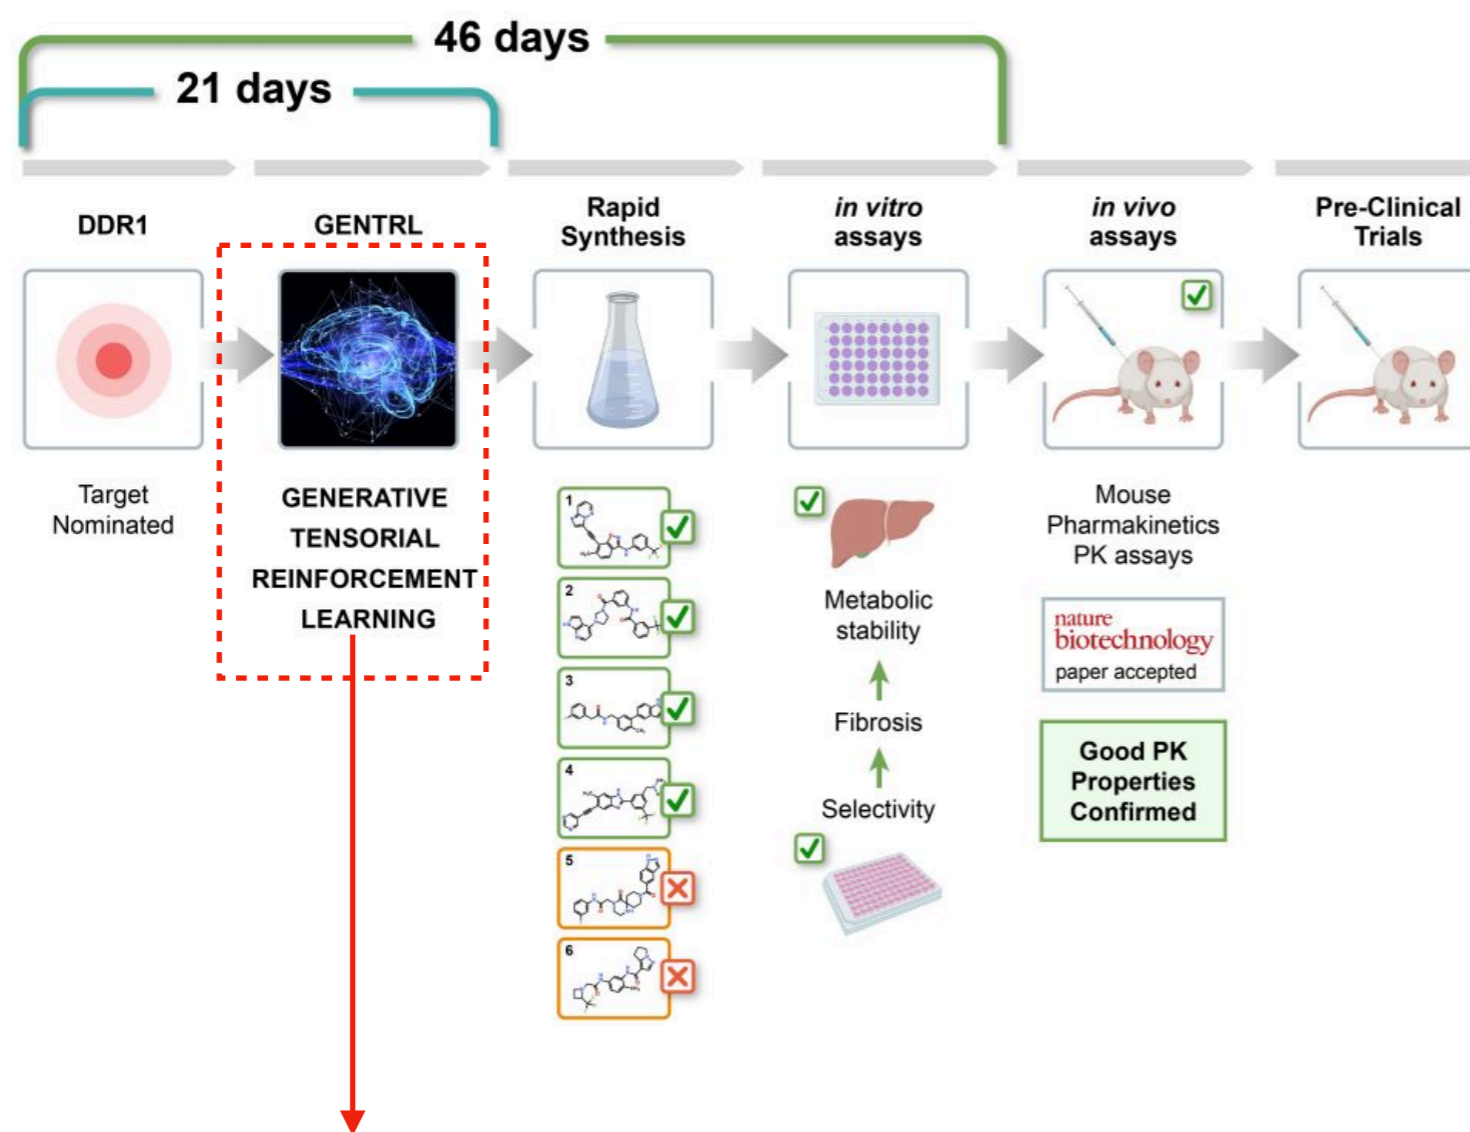 46 days
21 days
DDR1
GENTRL
Rapid
Synthesis
in vitro
assays
in vivo
assays
Pre-Clinical
Trials
Target
Nominated
GENERATIVE
TENSORIAL
REINFORCEMENT
LEARNING
1
2
3
4
5
6
Metabolic
stability
Fibrosis
Selectivity
Mouse
Pharmakinetics
PK assays
nature
biotechnology
paper accepted
Good PK
Properties
Confirmed